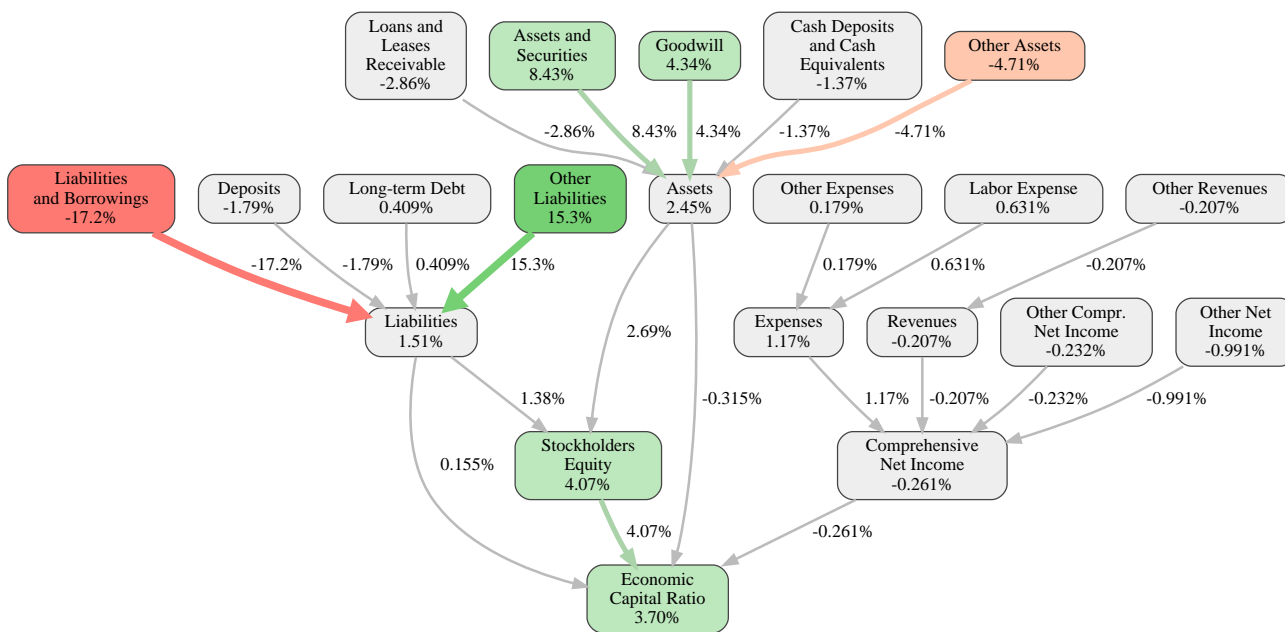 Loans and
Leases
Receivable
-2.86%
Assets and
Securities
8.43%
Goodwill
4.34%
Cash Deposits
and Cash
Equivalents
-1.37%
Other Assets
-4.71%
-2.86%
8.43%
4.34%
-1.37%
-4.71%
Liabilities
and Borrowings
-17.2%
Deposits
-1.79%
Long-term Debt
0.409%
Other
Liabilities
15.3%
Assets
2.45%
Other Expenses
0.179%
Labor Expense
0.631%
Other Revenues
-0.207%
-17.2%
-1.79%
0.409%
15.3%
0.179%
0.631%
-0.207%
Liabilities
1.51%
2.69%
Expenses
1.17%
Revenues
-0.207%
Other Compr.
Net Income
-0.232%
Other Net
Income
-0.991%
1.38%
-0.315%
1.17%
-0.207%
-0.232%
-0.991%
0.155%
Stockholders
Equity
4.07%
Comprehensive
Net Income
-0.261%
4.07%
-0.261%
Economic
Capital Ratio
3.70%